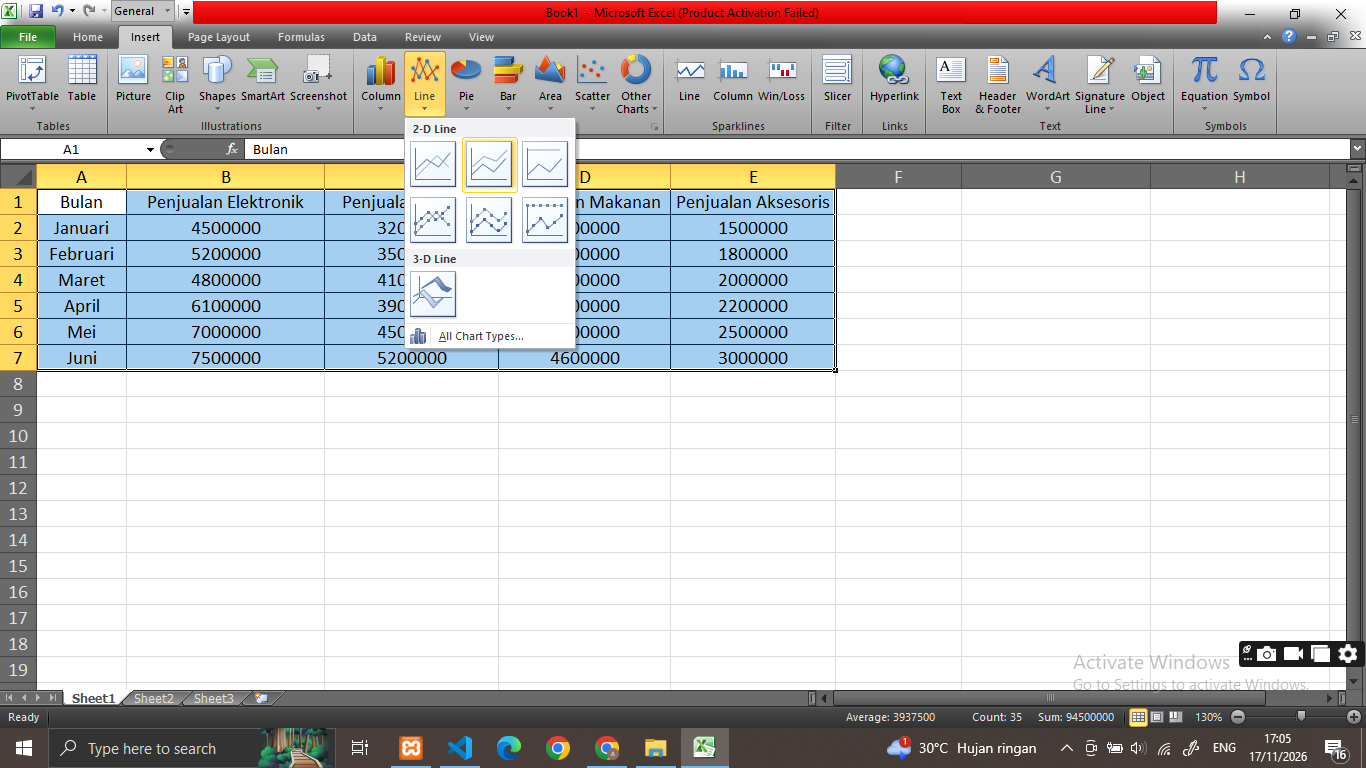 General
Book1 - Microsoft Excel (Product Activation Failed)
File Home Insert Page Layout Formulas Data Review View
PivotTable Table Picture Clip Art Shapes SmartArt Screenshot Column Line Pie Bar Area Scatter Other Charts Line Column Win/Loss Slicer Hyperlink Text Box Header & Footer WordArt Signature Line Object Equation Symbol
Tables Illustrations Sparklines Filter Links Text Symbols
A1 fx Bulan
2-D Line
3-D Line
All Chart Types...
A B D E F G H
1 Bulan Penjualan Elektronik Penjuala n Makanan Penjualan Aksesoris
2 Januari 4500000 320 00000 1500000
3 Februari 5200000 350 00000 1800000
4 Maret 4800000 410 00000 2000000
5 April 6100000 390 00000 2200000
6 Mei 7000000 450 00000 2500000
7 Juni 7500000 5200000 4600000 3000000
8
9
10
11
12
13
14
15
16
17
18
19
Activate Windows
Go to Settings to activate Windows.
Sheet1 Sheet2 Sheet3
Ready Average: 3937500 Count: 35 Sum: 94500000 130%
Type here to search
1 30°C Hujan ringan ENG
17:05
17/11/2026
16